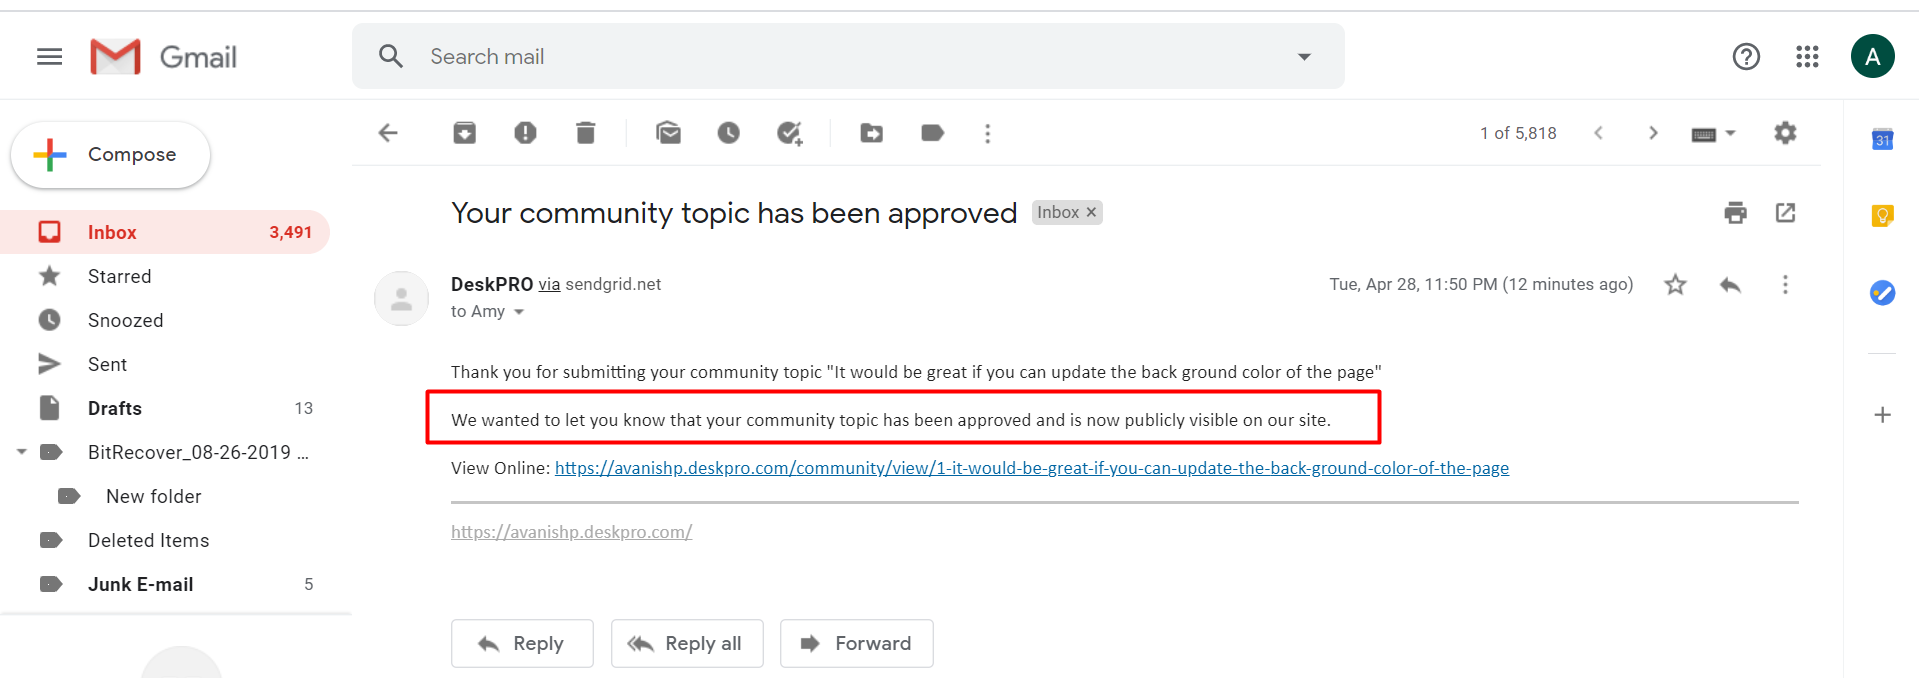 Gmail
Search mail
A
Compose
1 of 5,818
31
Your community topic has been approved Inbox ×
Inbox 3,491
Starred
DeskPRO via sendgrid.net Tue, Apr 28, 11:50 PM (12 minutes ago)
to Amy
Snoozed
Sent
Thank you for submitting your community topic "It would be great if you can update the back ground color of the page"
Drafts 13
We wanted to let you know that your community topic has been approved and is now publicly visible on our site.
BitRecover_08-26-2019 ...
View Online: https://avanishp.deskpro.com/community/view/1-it-would-be-great-if-you-can-update-the-back-ground-color-of-the-page
New folder
https://avanishp.deskpro.com/
Deleted Items
Junk E-mail 5
Reply Reply all Forward